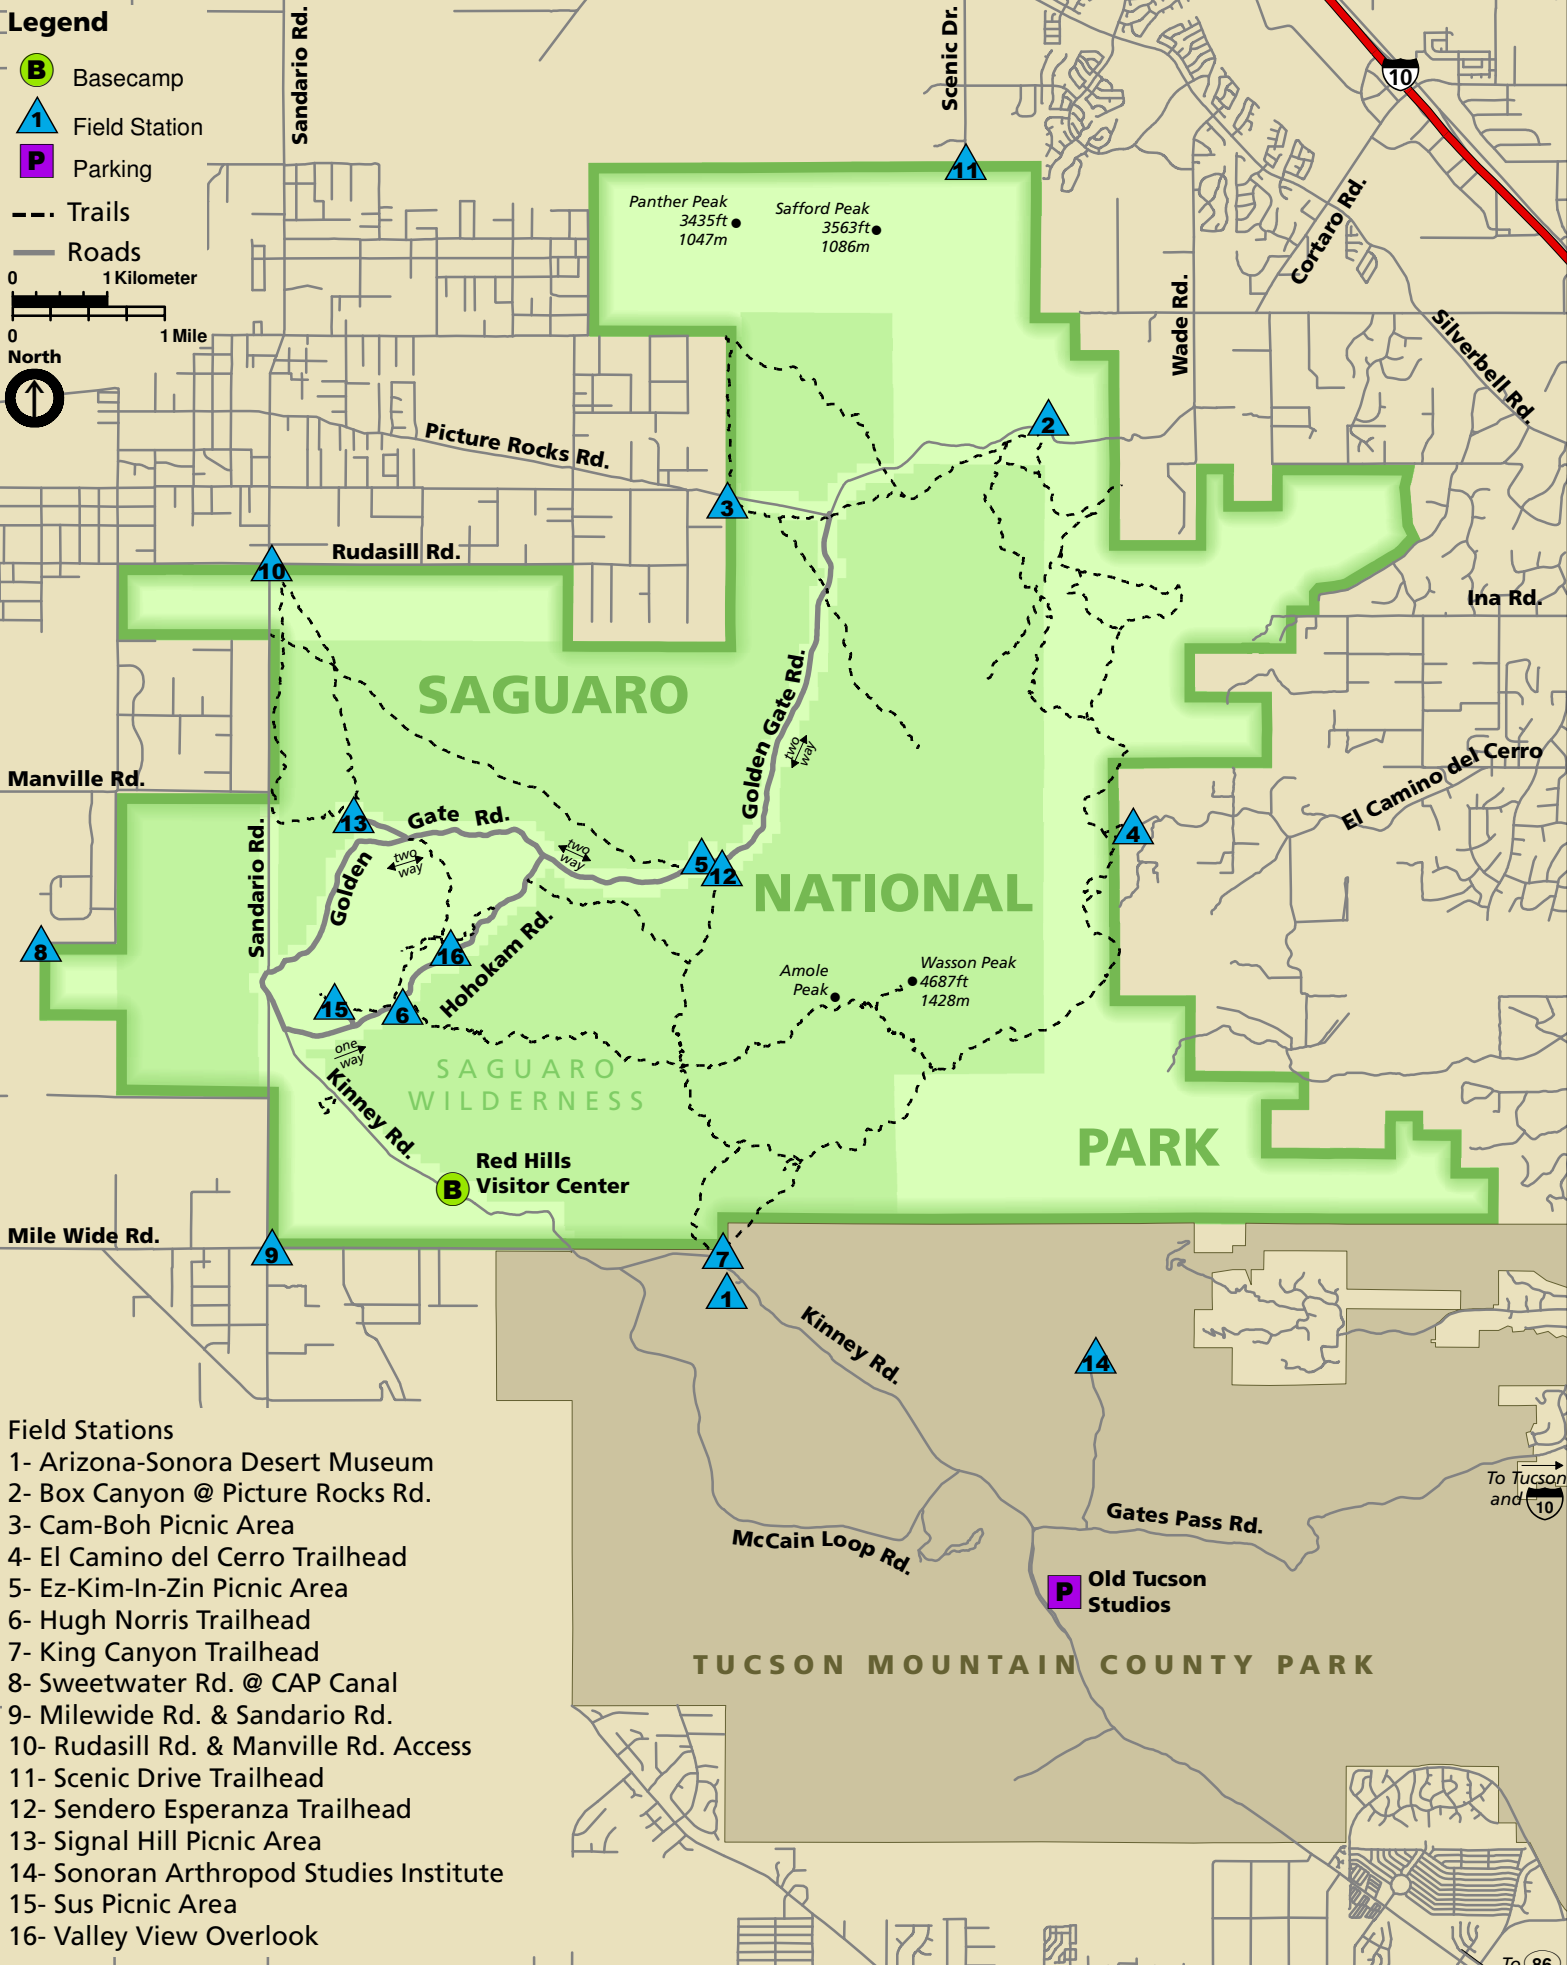 Legend
B Basecamp
1 Field Station
P Parking
Trails
Roads
0 1 Kilometer
0 1 Mile
North
Sandario Rd.
Scenic Dr.
10
11
Panther Peak
3435ft
1047m
Safford Peak
3563ft
1086m
Cortaro Rd.
Wade Rd.
Silverbell Rd.
2
Picture Rocks Rd.
3
Rudasill Rd.
10
Ina Rd.
SAGUARO
Golden Gate Rd.
two
way
Manville Rd.
El Camino del Cerro
13
Gate Rd.
two
way
two
way
5
12
4
Golden
Sandario Rd.
NATIONAL
8
16
Hohokam Rd.
Amole
Peak
Wasson Peak
4687ft
1428m
15
6
one
way
SAGUARO
WILDERNESS
Kinney Rd.
PARK
Red Hills
Visitor Center
B
Mile Wide Rd.
9
7
1
Kinney Rd.
14
To Tucson
and 10
Gates Pass Rd.
McCain Loop Rd.
P
Old Tucson
Studios
TUCSON MOUNTAIN COUNTY PARK
Field Stations
1- Arizona-Sonora Desert Museum
2- Box Canyon @ Picture Rocks Rd.
3- Cam-Boh Picnic Area
4- El Camino del Cerro Trailhead
5- Ez-Kim-In-Zin Picnic Area
6- Hugh Norris Trailhead
7- King Canyon Trailhead
8- Sweetwater Rd. @ CAP Canal
9- Milewide Rd. & Sandario Rd.
10- Rudasill Rd. & Manville Rd. Access
11- Scenic Drive Trailhead
12- Sendero Esperanza Trailhead
13- Signal Hill Picnic Area
14- Sonoran Arthropod Studies Institute
15- Sus Picnic Area
16- Valley View Overlook
To 86